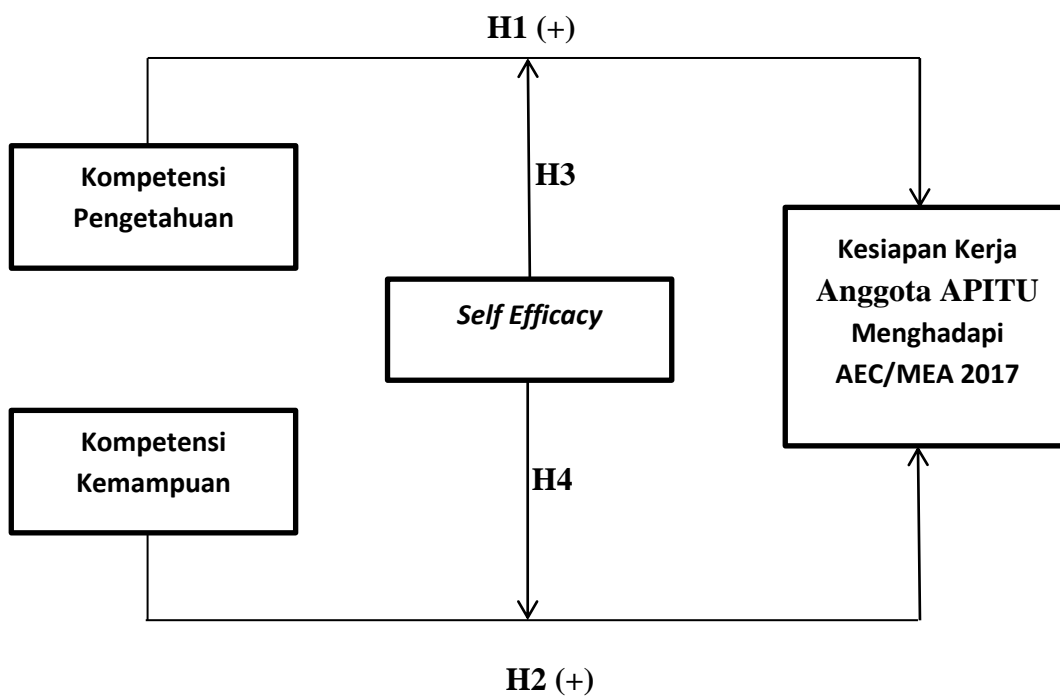 H1 (+)
Kompetensi
Pengetahuan
H3
Kesiapan Kerja
Anggota APITU
Menghadapi
AEC/MEA 2017
Self Efficacy
Kompetensi
Kemampuan
H4
H2 (+)